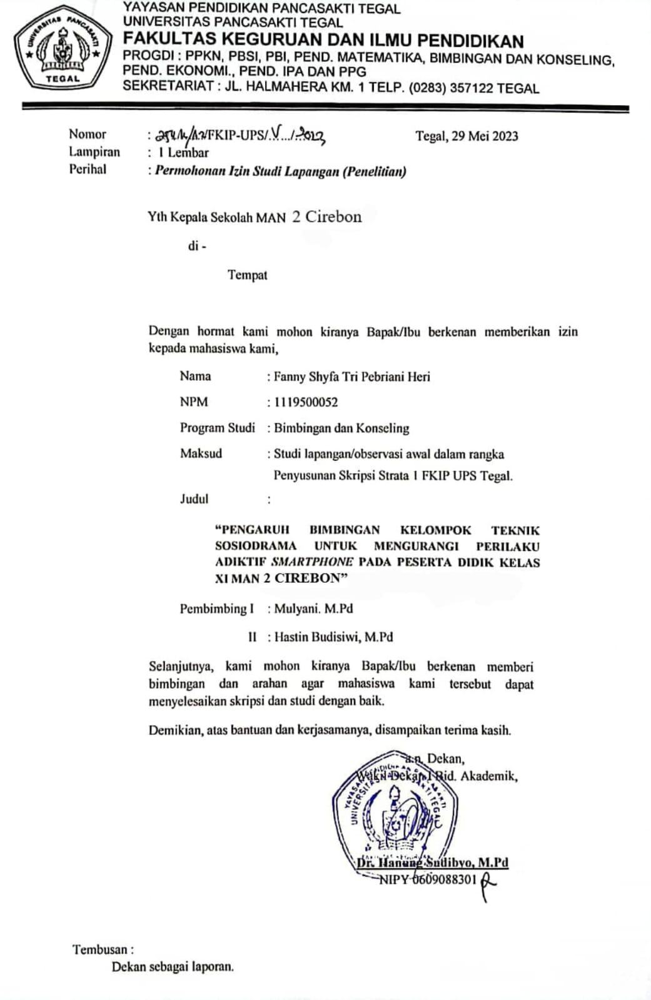 YAYASAN PENDIDIKAN PANCASAKTI TEGAL
UNIVERSITAS PANCASAKTI TEGAL
FAKULTAS KEGURUAN DAN ILMU PENDIDIKAN
PROGDI : PPKN, PBSI, PBI, PEND. MATEMATIKA, BIMBINGAN DAN KONSELING,
PEND. EKONOMI., PEND. IPA DAN PPG
SEKRETARIAT : JL. HALMAHERA KM. 1 TELP. (0283) 357122 TEGAL
UNIVERSITAS PANCASAKTI
TEGAL
Nomor : /FKIP-UPS/.V.../.2023
Tegal, 29 Mei 2023
Lampiran : 1 Lembar
Perihal : Permohonan Izin Studi Lapangan (Penelitian)
Yth Kepala Sekolah MAN 2 Cirebon
di -
Tempat
Dengan hormat kami mohon kiranya Bapak/Ibu berkenan memberikan izin
kepada mahasiswa kami,
Nama : Fanny Shyfa Tri Pebriani Heri
NPM : 1119500052
Program Studi : Bimbingan dan Konseling
Maksud : Studi lapangan/observasi awal dalam rangka
Penyusunan Skripsi Strata 1 FKIP UPS Tegal.
Judul :
“PENGARUH BIMBINGAN KELOMPOK TEKNIK
SOSIODRAMA UNTUK MENGURANGI PERILAKU
ADIKTIF SMARTPHONE PADA PESERTA DIDIK KELAS
XI MAN 2 CIREBON”
Pembimbing I : Mulyani. M.Pd
II : Hastin Budisiwi, M.Pd
Selanjutnya, kami mohon kiranya Bapak/Ibu berkenan memberi
bimbingan dan arahan agar mahasiswa kami tersebut dapat
menyelesaikan skripsi dan studi dengan baik.
Demikian, atas bantuan dan kerjasamanya, disampaikan terima kasih.
a.n. Dekan,
Wakil Dekan I Bid. Akademik,
Dr. Hanung Sudibyo, M.Pd
NIPY 0609088301
Tembusan :
Dekan sebagai laporan.